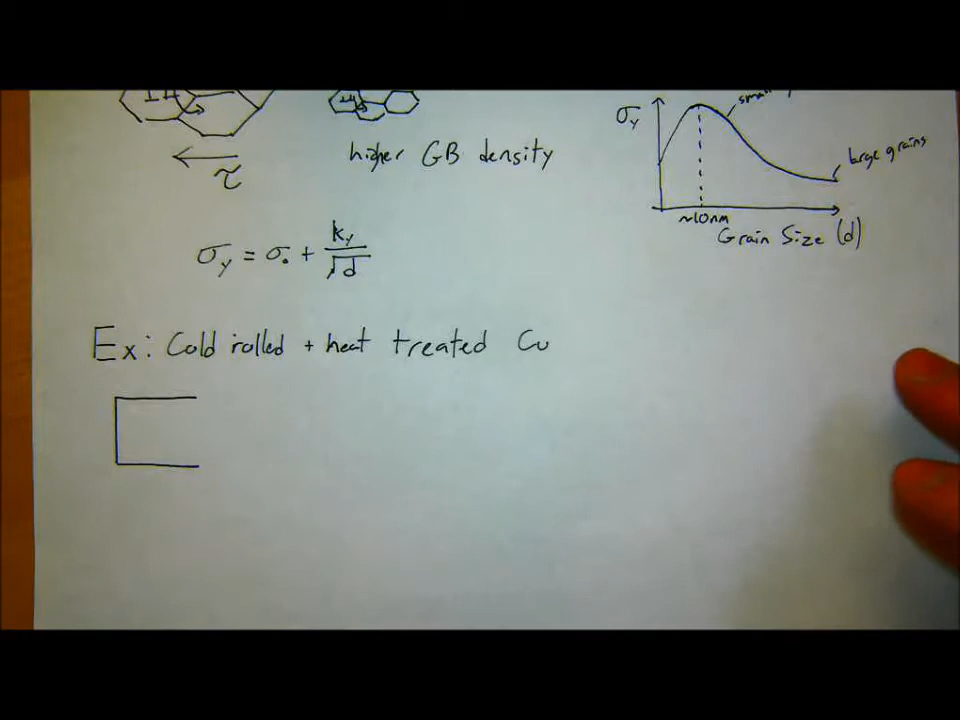 τ
higher GB density
σy
large grains
~10nm
Grain Size (d)
σy = σ₀ + ky/√d
Ex: Cold rolled + heat treated Cu